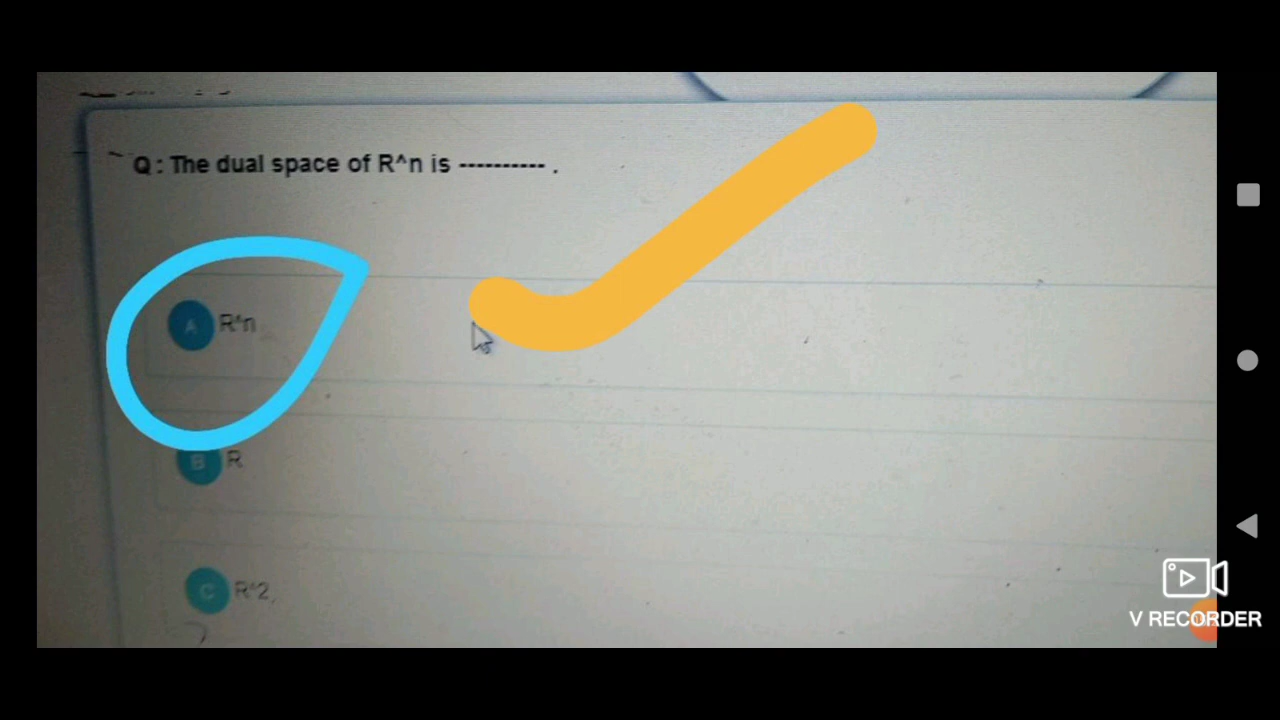 Q : The dual space of R^n is ---------- .
A R^n
B R
C R^2,
V RECORDER